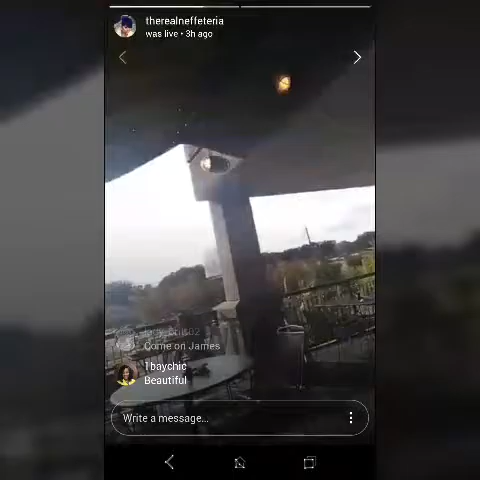 therealneffeteria
was live • 3h ago
Come on James
1baychic
Beautiful
Write a message...